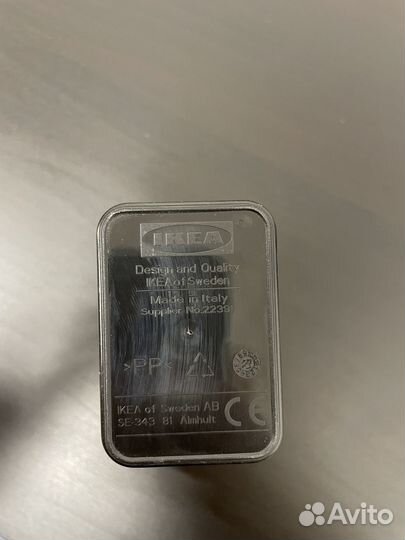 IKEA
Design and Quality
IKEA of Sweden
Made in Italy
Supplier No.22391
>PP<
IKEA of Sweden AB
SE-343 81 Älmhult
CE
Avito